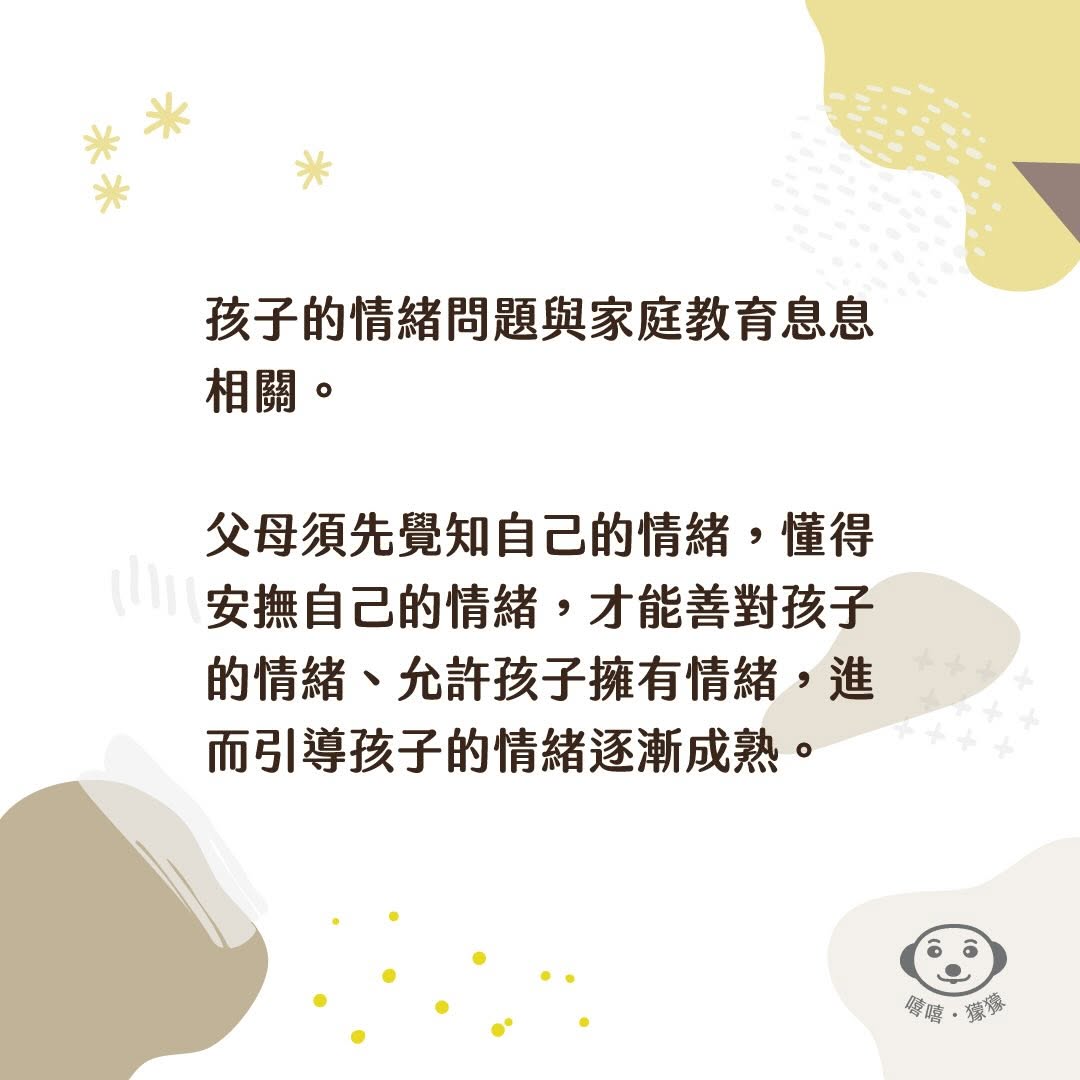 孩子的情緒問題與家庭教育息息
相關。
父母須先覺知自己的情緒，懂得
安撫自己的情緒，才能善對孩子
的情緒、允許孩子擁有情緒，進
而引導孩子的情緒逐漸成熟。
嘻嘻・獴獴